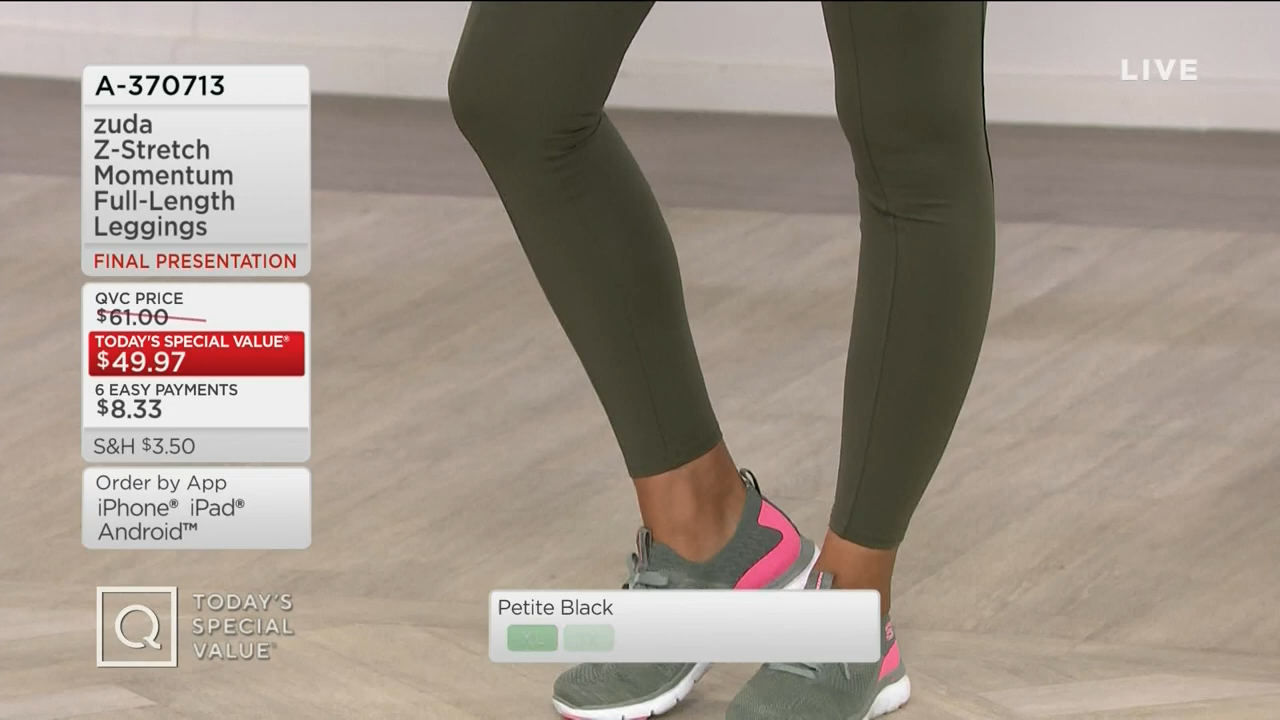 A-370713
zuda
Z-Stretch
Momentum
Full-Length
Leggings
FINAL PRESENTATION
QVC PRICE
$61.00
TODAY'S SPECIAL VALUE®
$49.97
6 EASY PAYMENTS
$8.33
S&H $3.50
Order by App
iPhone® iPad®
Android™
Q
TODAY'S
SPECIAL
VALUE®
LIVE
Petite Black
XL